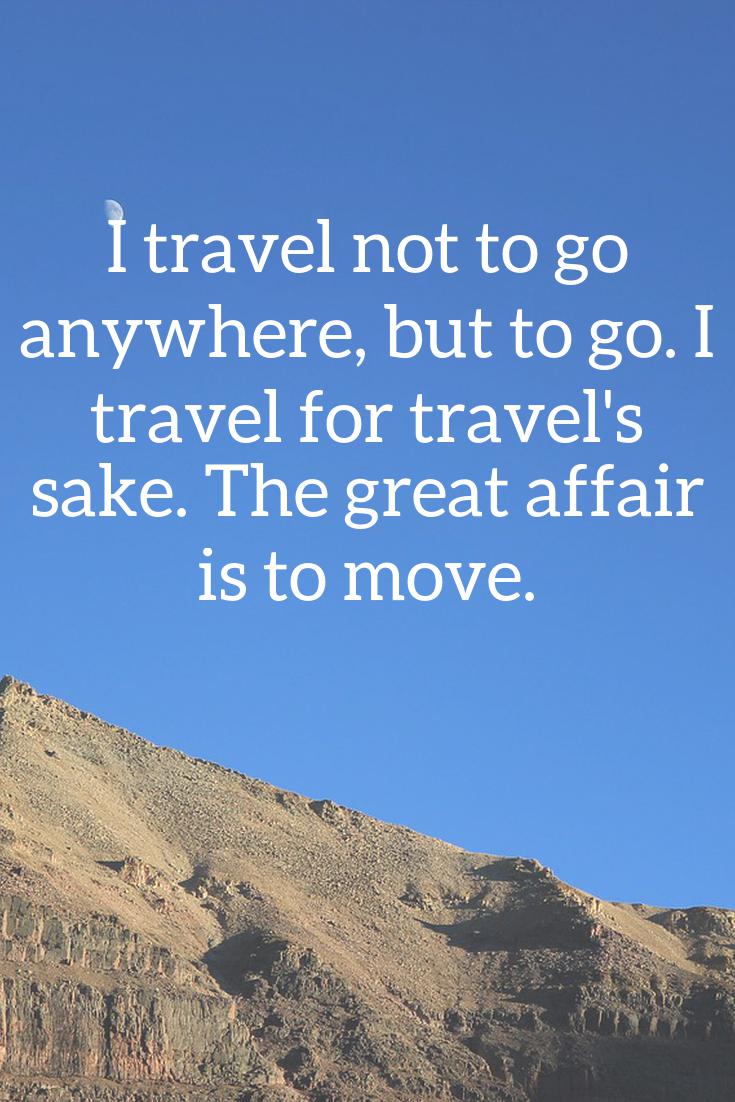 I travel not to go
anywhere, but to go. I
travel for travel's
sake. The great affair
is to move.